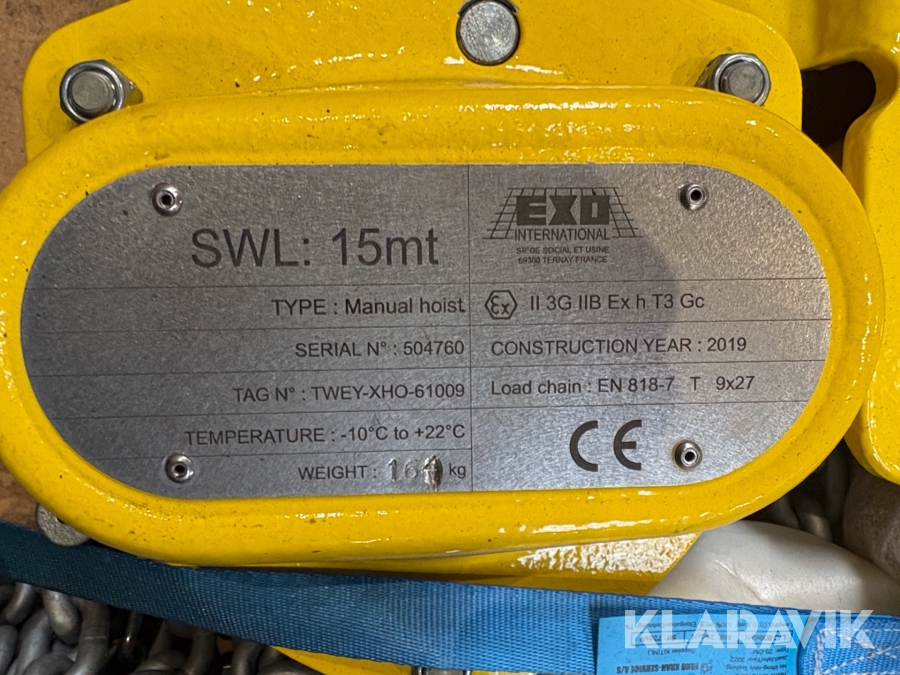 SWL: 15mt
EXO
INTERNATIONAL
SIEGE SOCIAL ET USINE
69360 TERNAY-FRANCE
TYPE : Manual hoist
Ex II 3G IIB Ex h T3 Gc
SERIAL N° : 504760
CONSTRUCTION YEAR : 2019
TAG N° : TWEY-XHO-61009
Load chain : EN 818-7 T 9x27
TEMPERATURE : -10°C to +22°C
CE
WEIGHT : 164 kg
KLARAVIK